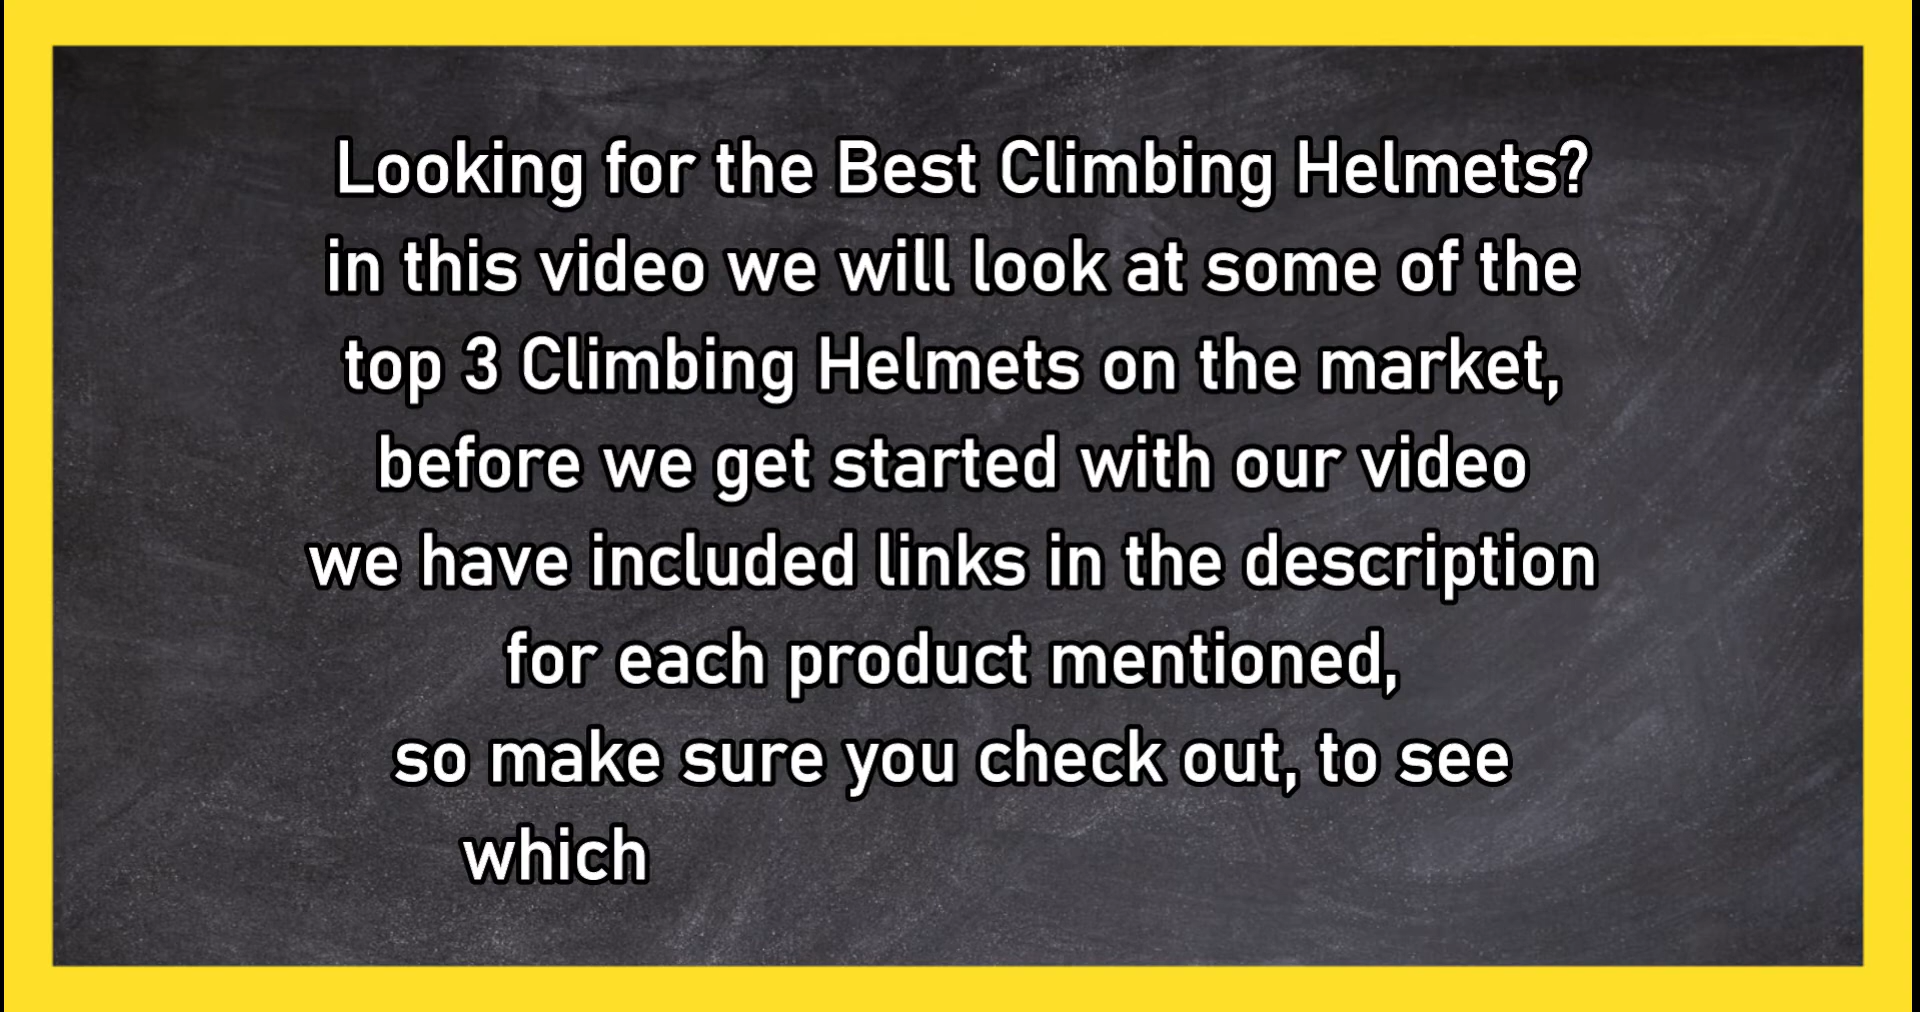 Looking for the Best Climbing Helmets?
in this video we will look at some of the
top 3 Climbing Helmets on the market,
before we get started with our video
we have included links in the description
for each product mentioned,
so make sure you check out, to see
which